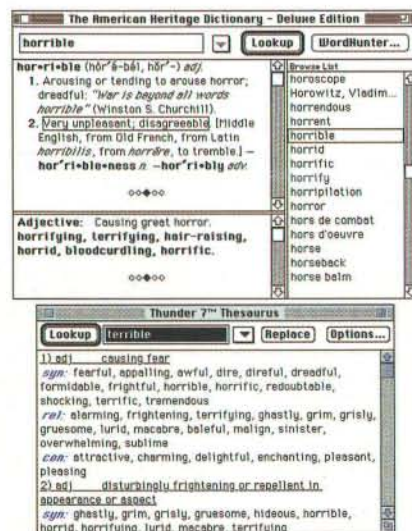 The American Heritage Dictionary - Deluxe Edition
horrible
Lookup
WordHunter...
hor•ri•ble (hôr′ə-bəl, hŏr′-) adj.
1. Arousing or tending to arouse horror;
dreadful: "War is beyond all words
horrible" (Winston S. Churchill).
2. Very unpleasant; disagreeable. [Middle
English, from Old French, from Latin
horribilis, from horrēre, to tremble.] —
hor′ri•ble•ness n. —hor′ri•bly adv.
Adjective: Causing great horror.
horrifying, terrifying, hair-raising,
horrid, bloodcurdling, horrific.
Browse List
horoscope
Horowitz, Vladim...
horrendous
horrent
horrible
horrid
horrific
horrify
horripilation
horror
hors de combat
hors d'oeuvre
horse
horseback
horse balm
Thunder 7™ Thesaurus
Lookup
terrible
Replace
Options...
1) adj causing fear
syn: fearful, appalling, awful, dire, direful, dreadful,
formidable, frightful, horrible, horrific, redoubtable,
shocking, terrific, tremendous
rel: alarming, frightening, terrifying, ghastly, grim, grisly,
gruesome, lurid, macabre, baleful, malign, sinister,
overwhelming, sublime
con: attractive, charming, delightful, enchanting, pleasant,
pleasing
2) adj disturbingly frightening or repellent in
appearance or aspect
syn: ghastly, grim, grisly, gruesome, hideous, horrible,
horrid, horrifying, lurid, macabre, terrifying